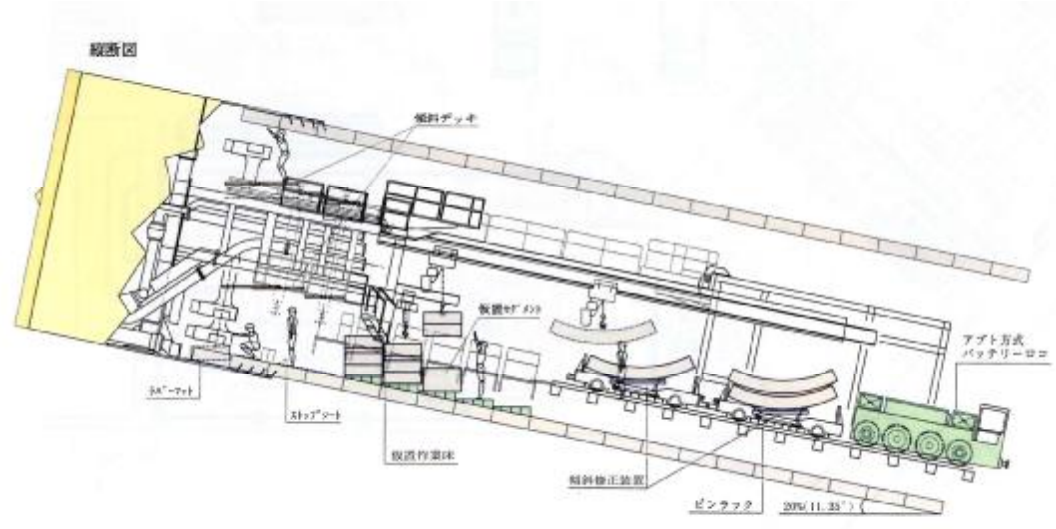 縦断図
傾斜デッキ
仮置セグメント
アプト方式
バッテリーロコ
ラバーマット
ストップシート
仮置作業床
傾斜修正装置
ピンラック
20%(11.35°)